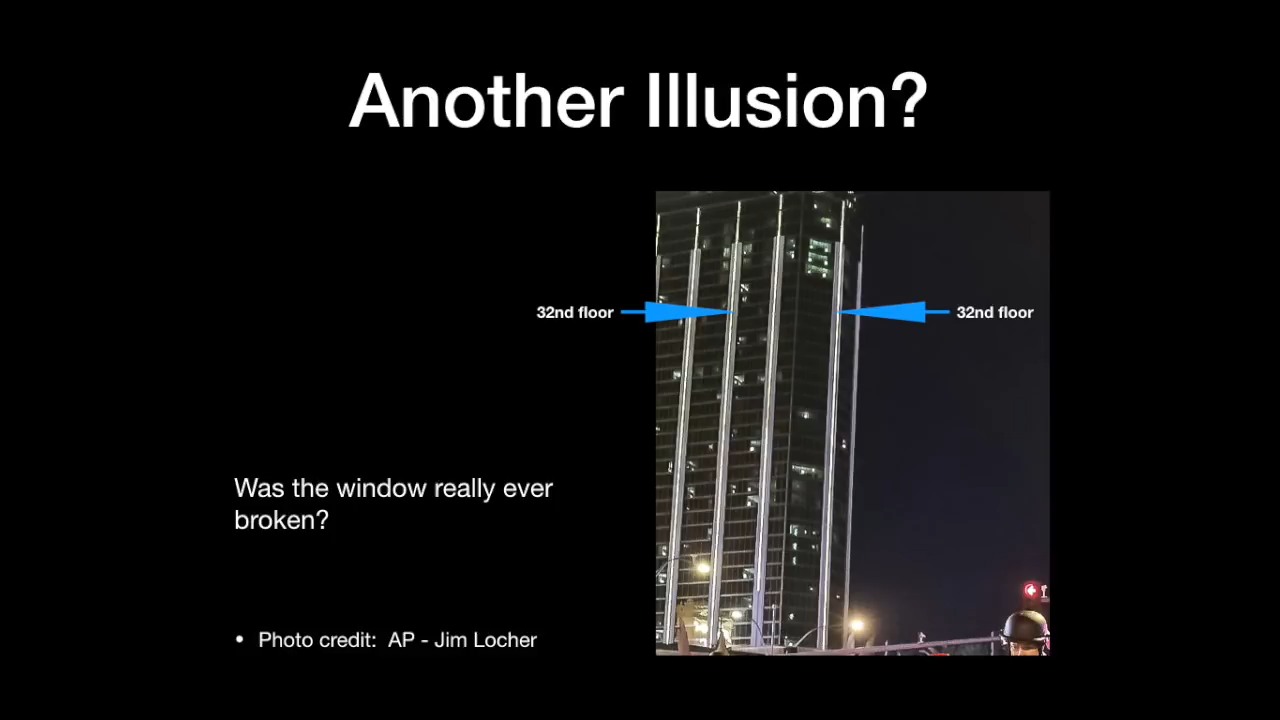 Another Illusion?
32nd floor
32nd floor
Was the window really ever
broken?
• Photo credit: AP - Jim Locher